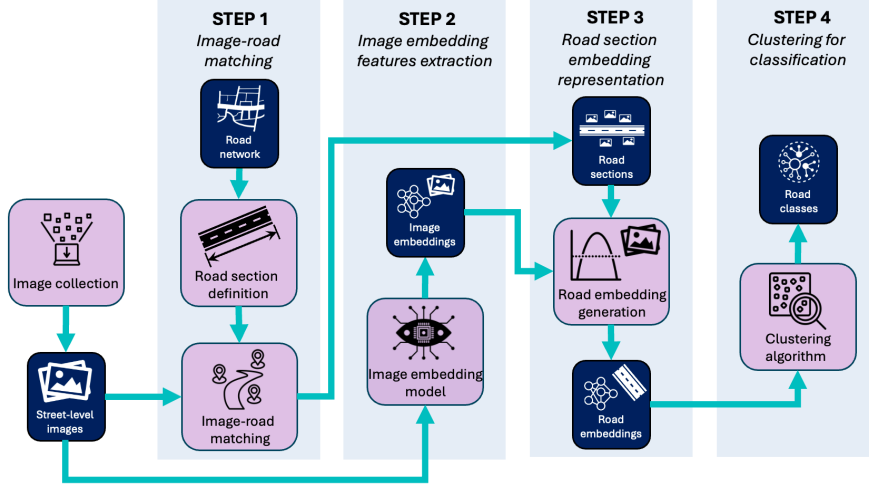 STEP 1
Image-road
matching
STEP 2
Image embedding
features extraction
STEP 3
Road section
embedding
representation
STEP 4
Clustering for
classification
Image collection
Street-level
images
Road
network
Road section
definition
Image-road
matching
Image
embeddings
Image embedding
model
Road
sections
Road embedding
generation
Road
embeddings
Road
classes
Clustering
algorithm